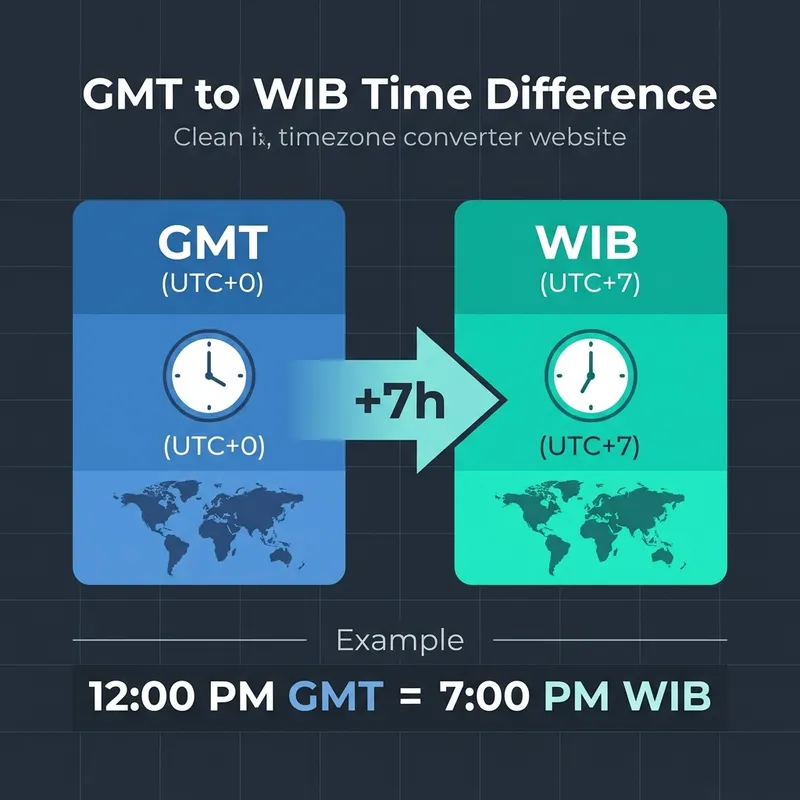 GMT to WIB Time Difference
Clean, timezone converter website
GMT
(UTC+0)
(UTC+0)
+7h
WIB
(UTC+7)
(UTC+7)
Example
12:00 PM GMT = 7:00 PM WIB